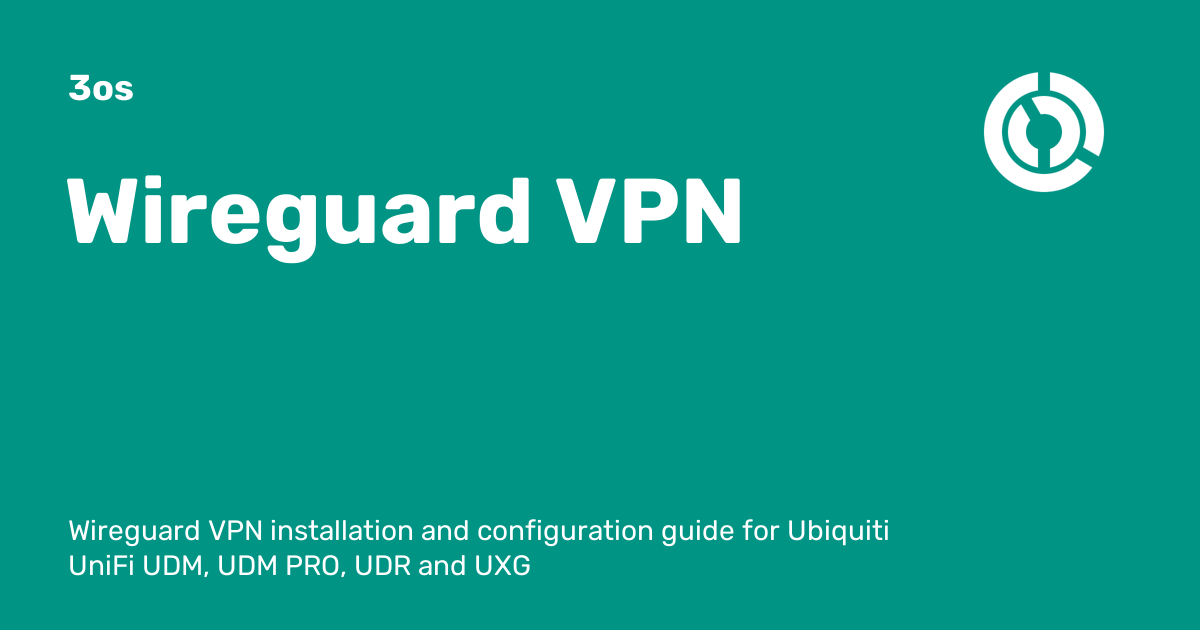 3os
Wireguard VPN
Wireguard VPN installation and configuration guide for Ubiquiti
UniFi UDM, UDM PRO, UDR and UXG